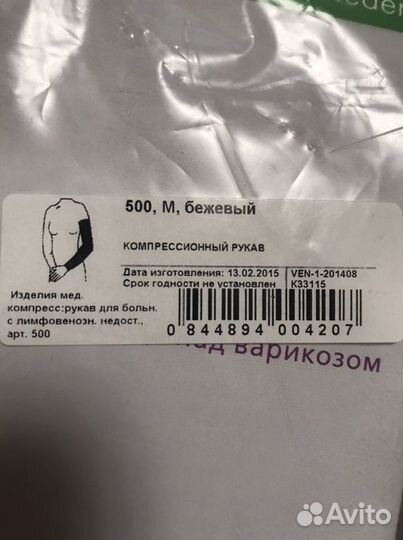 500, М, бежевый
КОМПРЕССИОННЫЙ РУКАВ
Дата изготовления: 13.02.2015
Срок годности не установлен
VEN-1-201408
K33115
Изделия мед.
компресс:рукав для больн.
с лимфовенозн. недост.,
арт. 500
0 844894 004207
над варикозом
Avito